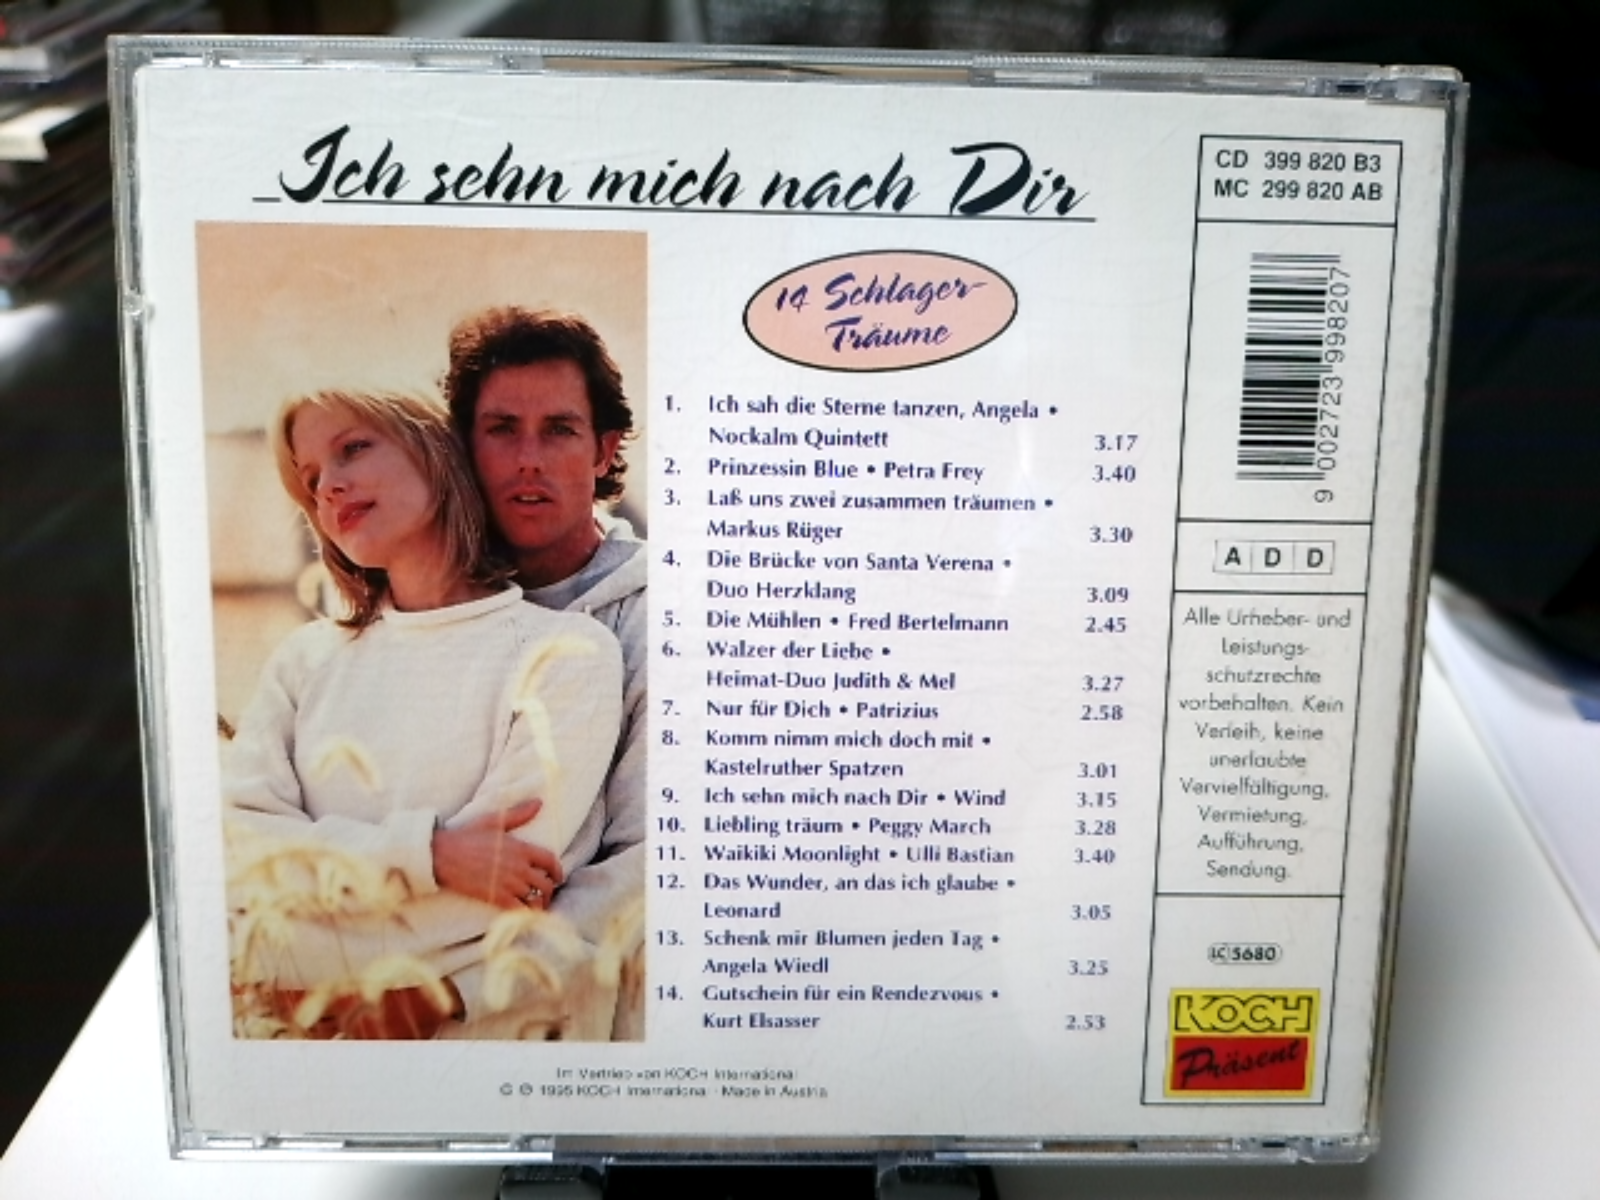 Ich sehn mich nach Dir
14 Schlager-
Träume
1. Ich sah die Sterne tanzen, Angela •
Nockalm Quintett 3.17
2. Prinzessin Blue • Petra Frey 3.40
3. Laß uns zwei zusammen träumen •
Markus Rüger 3.30
4. Die Brücke von Santa Verena •
Duo Herzklang 3.09
5. Die Mühlen • Fred Bertelmann 2.45
6. Walzer der Liebe •
Heimat-Duo Judith & Mel 3.27
7. Nur für Dich • Patrizius 2.58
8. Komm nimm mich doch mit •
Kastelruther Spatzen 3.01
9. Ich sehn mich nach Dir • Wind 3.15
10. Liebling träum • Peggy March 3.28
11. Waikiki Moonlight • Ulli Bastian 3.40
12. Das Wunder, an das ich glaube •
Leonard 3.05
13. Schenk mir Blumen jeden Tag •
Angela Wiedl 3.25
14. Gutschein für ein Rendezvous •
Kurt Elsasser 2.53
Im Vertrieb von KOCH International
© ℗ 1995 KOCH International · Made in Austria
CD 399 820 B3
MC 299 820 AB
9 002723 998207
A D D
Alle Urheber- und
Leistungs-
schutzrechte
vorbehalten. Kein
Verleih, keine
unerlaubte
Vervielfältigung,
Vermietung,
Aufführung,
Sendung.
LC 5680
KOCH
Präsent